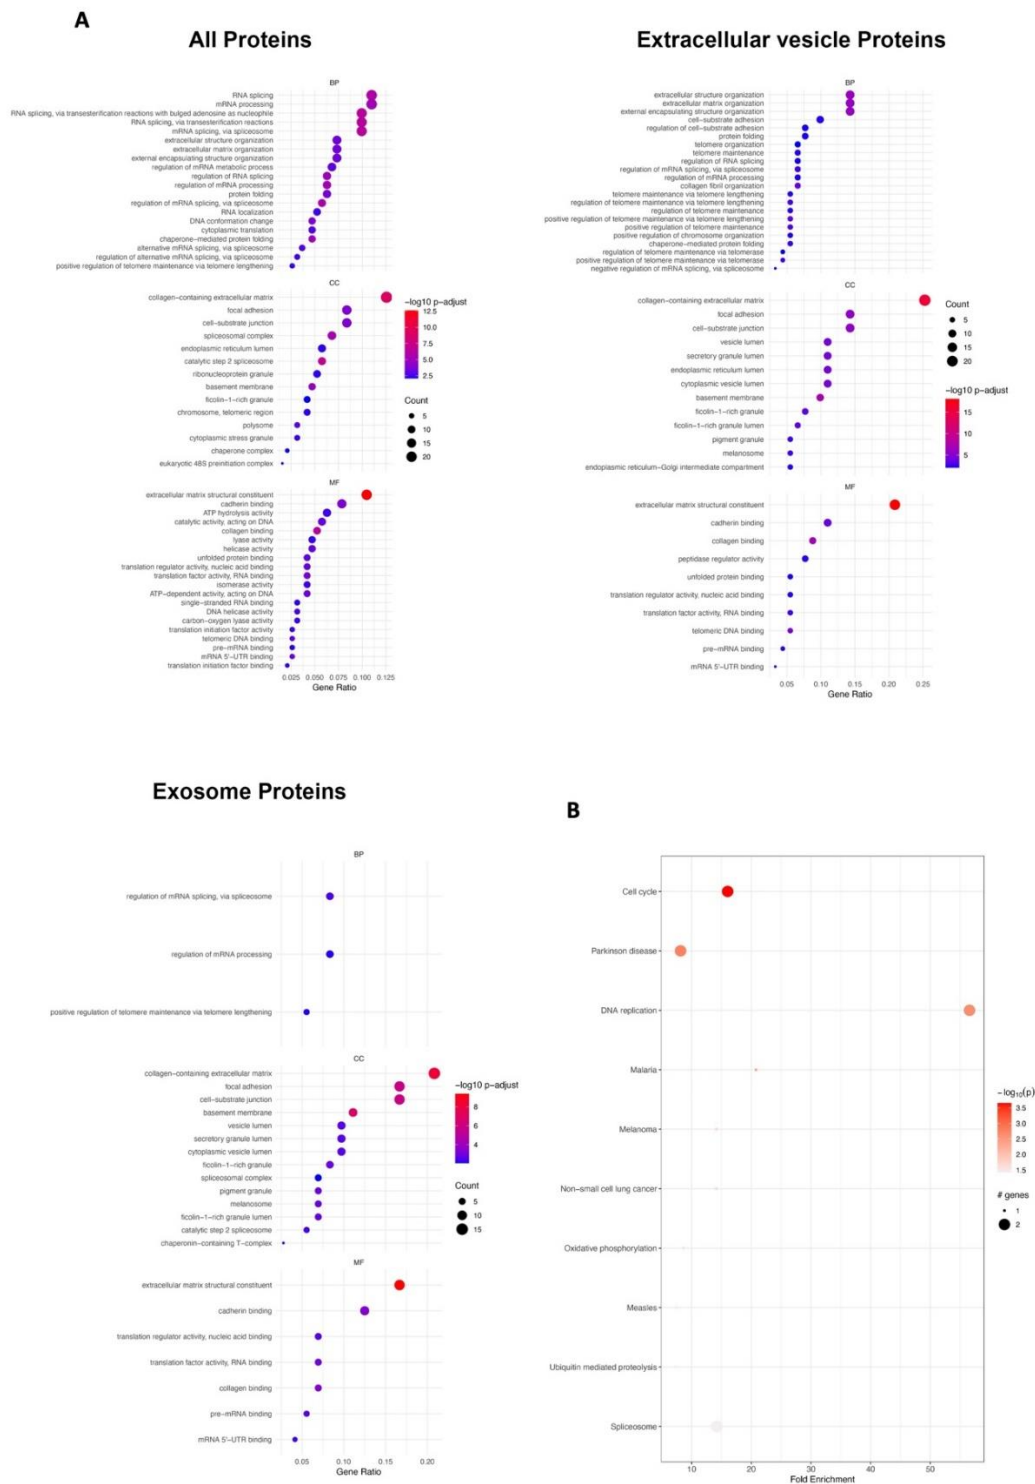 A
All Proteins
BP
RNA splicing
mRNA processing
RNA splicing, via transesterification reactions with bulged adenosine as nucleophile
RNA splicing, via transesterification reactions
mRNA splicing, via spliceosome
extracellular structure organization
extracellular matrix organization
external encapsulating structure organization
regulation of mRNA metabolic process
regulation of RNA splicing
regulation of mRNA processing
protein folding
regulation of mRNA splicing, via spliceosome
RNA localization
DNA conformation change
cytoplasmic translation
chaperone−mediated protein folding
alternative mRNA splicing, via spliceosome
regulation of alternative mRNA splicing, via spliceosome
positive regulation of telomere maintenance via telomere lengthening
CC
collagen−containing extracellular matrix
focal adhesion
cell−substrate junction
spliceosomal complex
endoplasmic reticulum lumen
catalytic step 2 spliceosome
ribonucleoprotein granule
basement membrane
ficolin−1−rich granule
chromosome, telomeric region
polysome
cytoplasmic stress granule
chaperone complex
eukaryotic 48S preinitiation complex
MF
extracellular matrix structural constituent
cadherin binding
ATP hydrolysis activity
catalytic activity, acting on DNA
collagen binding
lyase activity
helicase activity
unfolded protein binding
translation regulator activity, nucleic acid binding
translation factor activity, RNA binding
isomerase activity
ATP−dependent activity, acting on DNA
single−stranded RNA binding
DNA helicase activity
carbon−oxygen lyase activity
translation initiation factor activity
telomeric DNA binding
pre−mRNA binding
mRNA 5'−UTR binding
translation initiation factor binding
0.025 0.050 0.075 0.100 0.125
Gene Ratio
−log10 p−adjust
12.5
10.0
7.5
5.0
2.5
Count
5
10
15
20
Extracellular vesicle Proteins
BP
extracellular structure organization
extracellular matrix organization
external encapsulating structure organization
cell−substrate adhesion
regulation of cell−substrate adhesion
protein folding
telomere organization
telomere maintenance
regulation of RNA splicing
regulation of mRNA splicing, via spliceosome
regulation of mRNA processing
collagen fibril organization
telomere maintenance via telomere lengthening
regulation of telomere maintenance via telomere lengthening
regulation of telomere maintenance
positive regulation of telomere maintenance via telomere lengthening
positive regulation of telomere maintenance
positive regulation of chromosome organization
chaperone−mediated protein folding
regulation of telomere maintenance via telomerase
positive regulation of telomere maintenance via telomerase
negative regulation of mRNA splicing, via spliceosome
CC
collagen−containing extracellular matrix
focal adhesion
cell−substrate junction
vesicle lumen
secretory granule lumen
endoplasmic reticulum lumen
cytoplasmic vesicle lumen
basement membrane
ficolin−1−rich granule
ficolin−1−rich granule lumen
pigment granule
melanosome
endoplasmic reticulum−Golgi intermediate compartment
MF
extracellular matrix structural constituent
cadherin binding
collagen binding
peptidase regulator activity
unfolded protein binding
translation regulator activity, nucleic acid binding
translation factor activity, RNA binding
telomeric DNA binding
pre−mRNA binding
mRNA 5'−UTR binding
0.05 0.10 0.15 0.20 0.25
Gene Ratio
Count
5
10
15
20
−log10 p−adjust
15
10
5
Exosome Proteins
BP
regulation of mRNA splicing, via spliceosome
regulation of mRNA processing
positive regulation of telomere maintenance via telomere lengthening
CC
collagen−containing extracellular matrix
focal adhesion
cell−substrate junction
basement membrane
vesicle lumen
secretory granule lumen
cytoplasmic vesicle lumen
ficolin−1−rich granule
spliceosomal complex
pigment granule
melanosome
ficolin−1−rich granule lumen
catalytic step 2 spliceosome
chaperonin−containing T−complex
MF
extracellular matrix structural constituent
cadherin binding
translation regulator activity, nucleic acid binding
translation factor activity, RNA binding
collagen binding
pre−mRNA binding
mRNA 5'−UTR binding
0.05 0.10 0.15 0.20
Gene Ratio
−log10 p−adjust
8
6
4
Count
5
10
15
B
Cell cycle
Parkinson disease
DNA replication
Malaria
Melanoma
Non−small cell lung cancer
Oxidative phosphorylation
Measles
Ubiquitin mediated proteolysis
Spliceosome
10 20 30 40 50
Fold Enrichment
−log10(p)
3.5
3.0
2.5
2.0
1.5
# genes
1
2